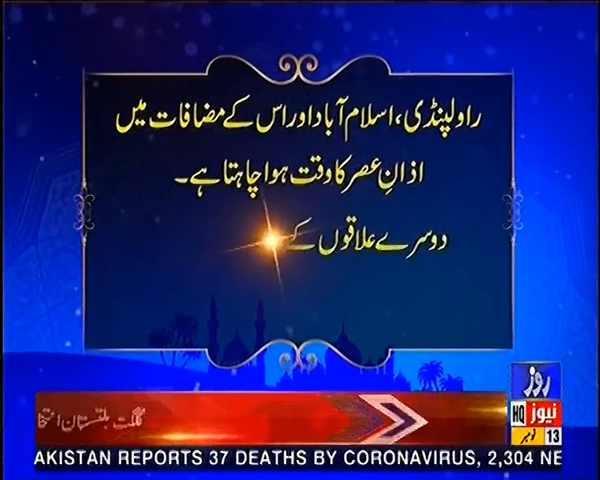 راولپنڈی، اسلام آباد اور اس کے مضافات میں
اذانِ عصر کا وقت ہوا چاہتا ہے۔
دوسرے علاقوں کے
روز
HQ نیوز
نومبر 13
گلگت بلتستان انتخا
AKISTAN REPORTS 37 DEATHS BY CORONAVIRUS, 2,304 NE